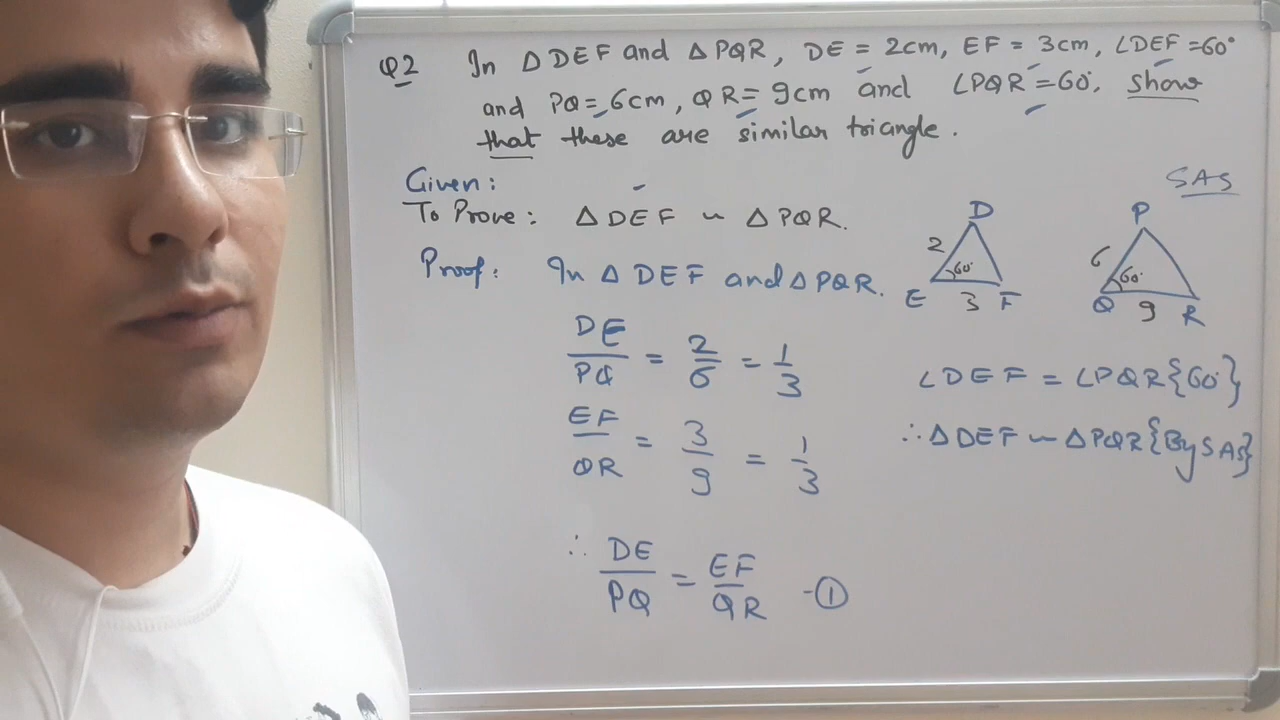 Q2 In Δ DEF and Δ PQR, DE = 2cm, EF = 3cm, ∠DEF = 60°
and PQ = 6cm, QR = 9cm and ∠PQR = 60°. Show
that these are similar triangle.
Given:
SAS
To Prove: Δ DEF ~ Δ PQR.
Proof: In Δ DEF and Δ PQR.
D
2
60°
E 3 F
P
6
60°
Q 9 R
DE/PQ = 2/6 = 1/3
EF/QR = 3/9 = 1/3
∴ DE/PQ = EF/QR -①
∠DEF = ∠PQR {60°}
∴ ΔDEF ~ ΔPQR {By SAS}